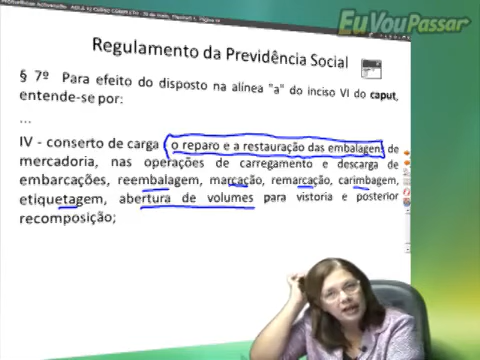 EuVouPassar
Regulamento da Previdência Social
§ 7º Para efeito do disposto na alínea "a" do inciso VI do caput,
entende-se por:
...
IV - conserto de carga o reparo e a restauração das embalagens de
mercadoria, nas operações de carregamento e descarga de
embarcações, reembalagem, marcação, remarcação, carimbagem,
etiquetagem, abertura de volumes para vistoria e posterior
recomposição;